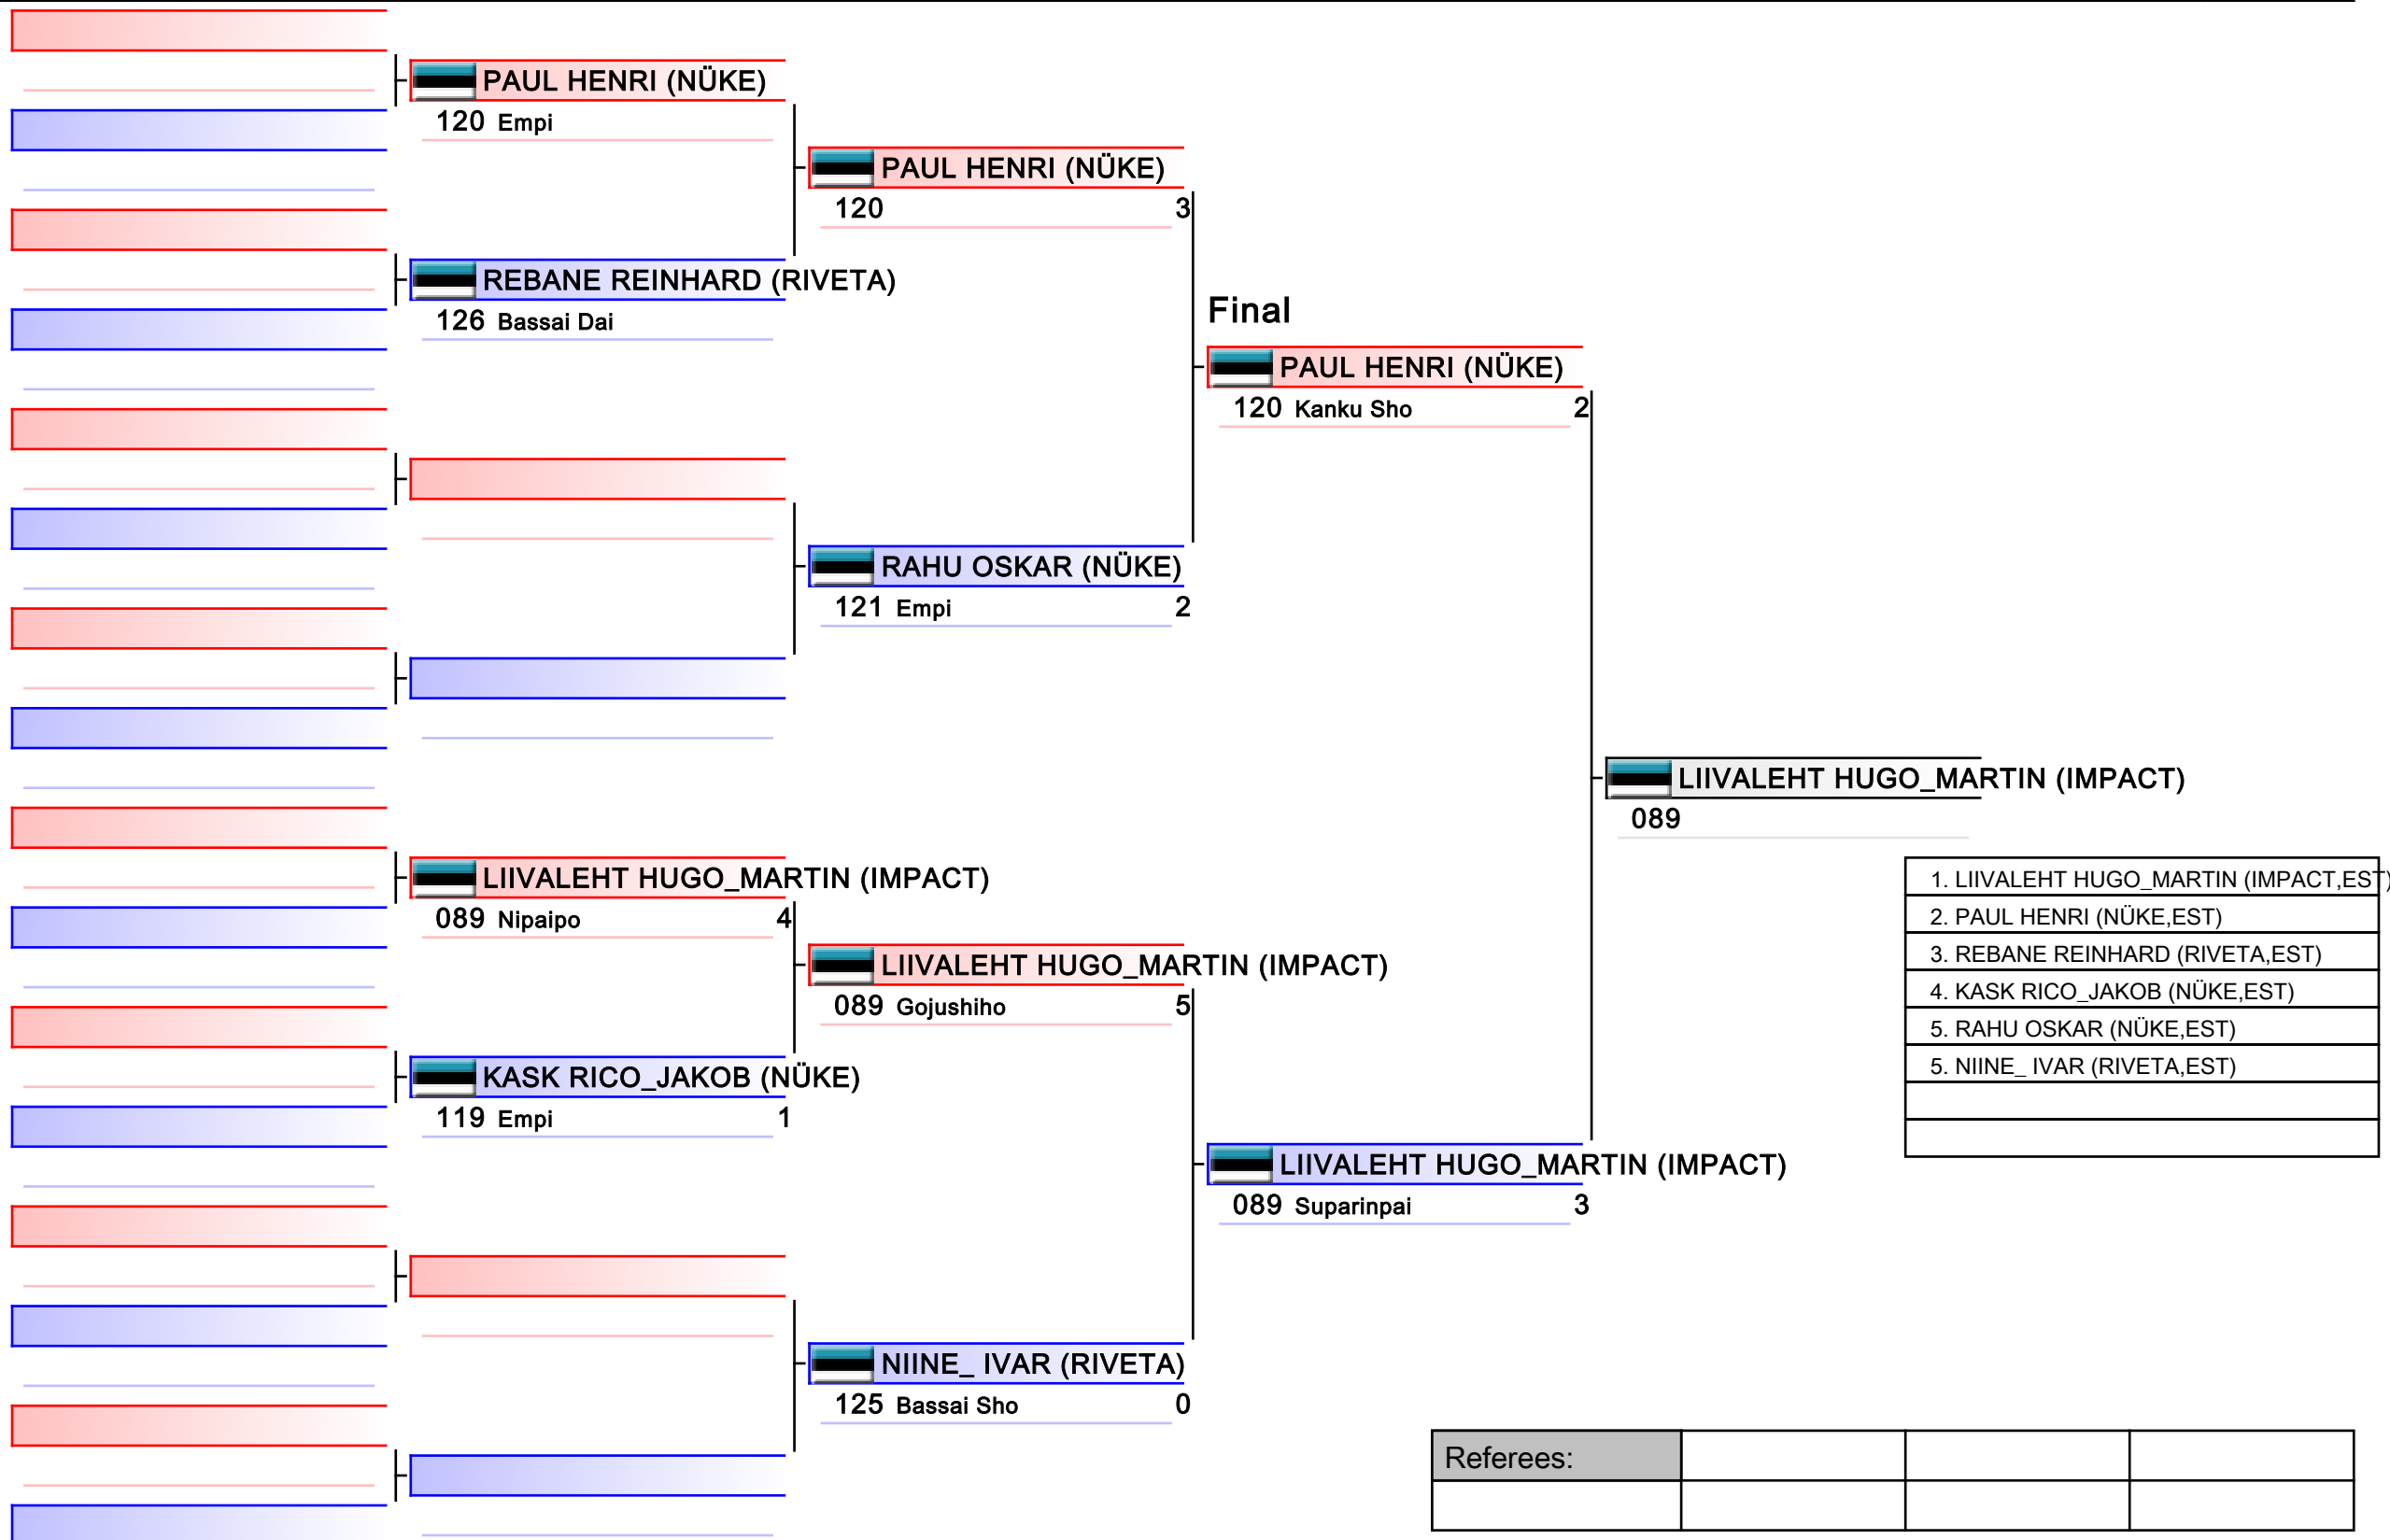 PAUL HENRI (NÜKE)
120 Empi
PAUL HENRI (NÜKE)
120 3
REBANE REINHARD (RIVETA)
126 Bassai Dai
Final
PAUL HENRI (NÜKE)
120 Kanku Sho 2
RAHU OSKAR (NÜKE)
121 Empi 2
LIIVALEHT HUGO_MARTIN (IMPACT)
089
LIIVALEHT HUGO_MARTIN (IMPACT)
089 Nipaipo 4
LIIVALEHT HUGO_MARTIN (IMPACT)
089 Gojushiho 5
KASK RICO_JAKOB (NÜKE)
119 Empi 1
LIIVALEHT HUGO_MARTIN (IMPACT)
089 Suparinpai 3
NIINE_ IVAR (RIVETA)
125 Bassai Sho 0
1. LIIVALEHT HUGO_MARTIN (IMPACT,EST)
2. PAUL HENRI (NÜKE,EST)
3. REBANE REINHARD (RIVETA,EST)
4. KASK RICO_JAKOB (NÜKE,EST)
5. RAHU OSKAR (NÜKE,EST)
5. NIINE_ IVAR (RIVETA,EST)
Referees: